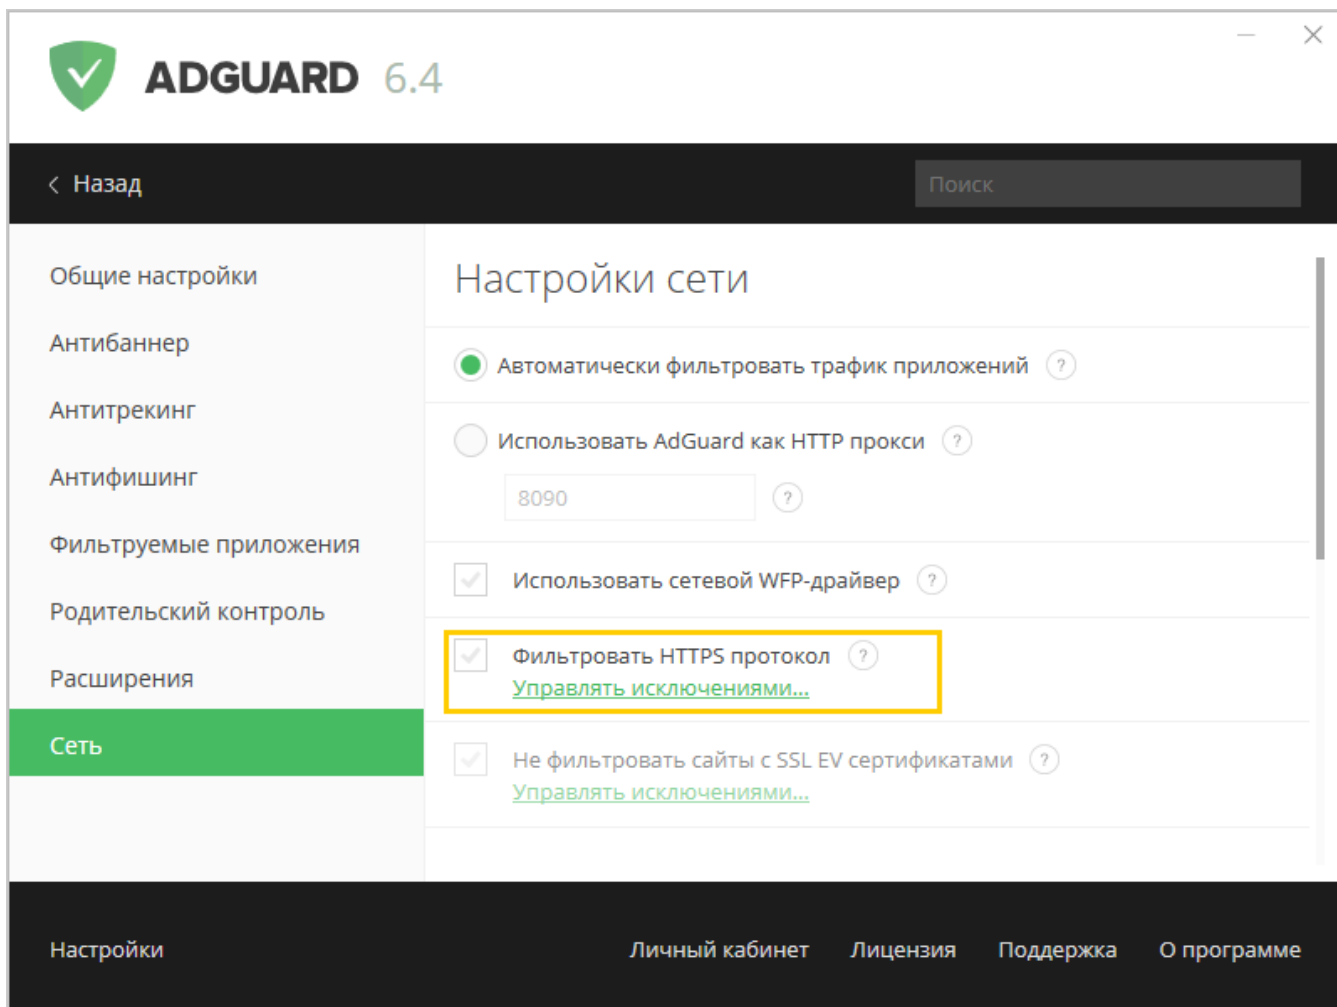 ADGUARD 6.4
Назад
Поиск
Общие настройки
Антибаннер
Антитрекинг
Антифишинг
Фильтруемые приложения
Родительский контроль
Расширения
Сеть
Настройки сети
Автоматически фильтровать трафик приложений ?
Использовать AdGuard как HTTP прокси ?
8090 ?
Использовать сетевой WFP-драйвер ?
Фильтровать HTTPS протокол ?
Управлять исключениями...
Не фильтровать сайты с SSL EV сертификатами ?
Управлять исключениями...
Настройки
Личный кабинет
Лицензия
Поддержка
О программе